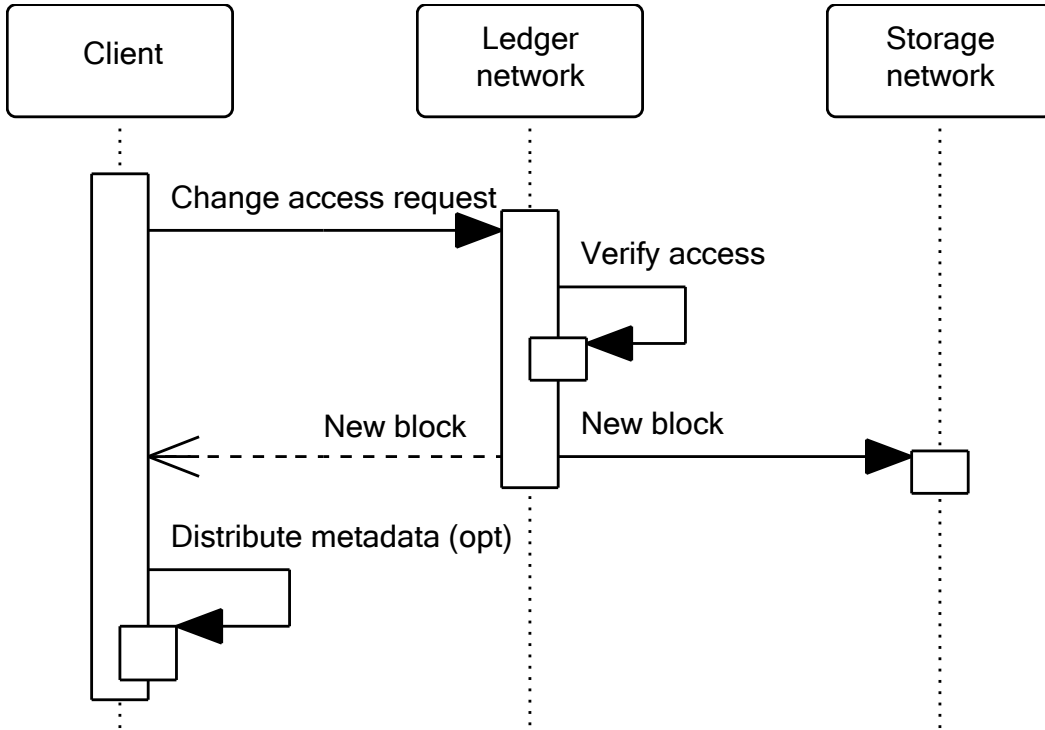 Client
Ledger
network
Storage
network
Change access request
Verify access
New block
New block
Distribute metadata (opt)